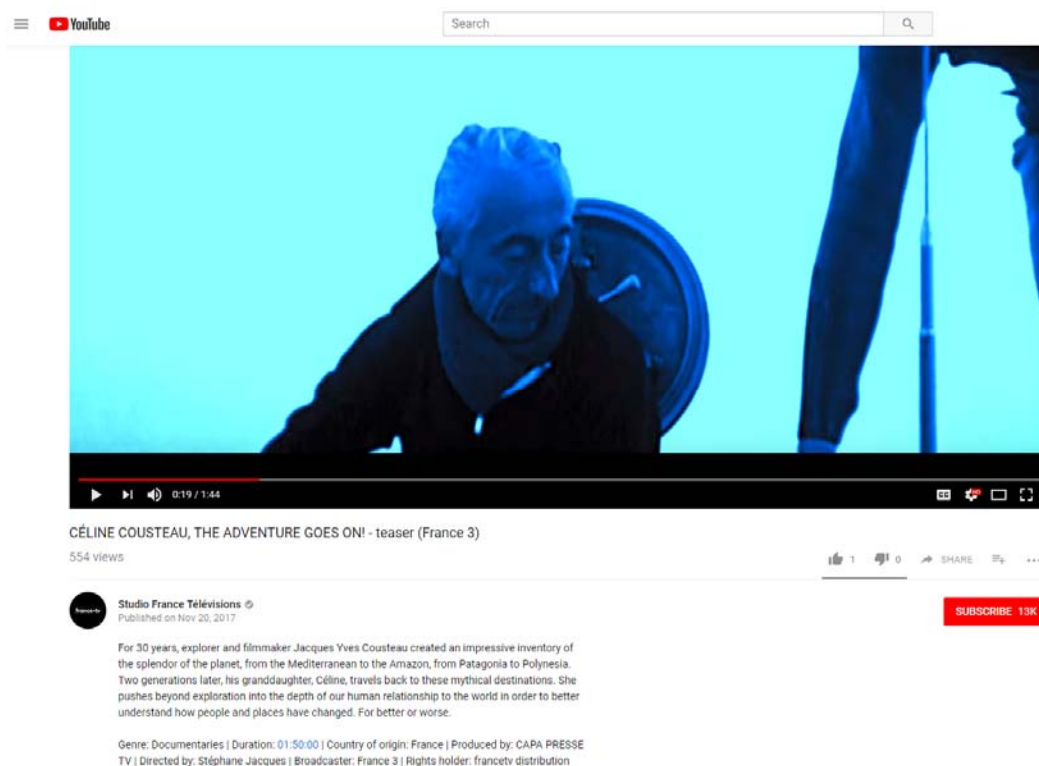 YouTube
Search
0:19 / 1:44
CC
HD
CÉLINE COUSTEAU, THE ADVENTURE GOES ON! - teaser (France 3)
554 views
1
0
SHARE
france•tv
Studio France Télévisions
Published on Nov 20, 2017
SUBSCRIBE 13K
For 30 years, explorer and filmmaker Jacques Yves Cousteau created an impressive inventory of
the splendor of the planet, from the Mediterranean to the Amazon, from Patagonia to Polynesia.
Two generations later, his granddaughter, Céline, travels back to these mythical destinations. She
pushes beyond exploration into the depth of our human relationship to the world in order to better
understand how people and places have changed. For better or worse.
Genre: Documentaries | Duration: 01:50:00 | Country of origin: France | Produced by: CAPA PRESSE
TV | Directed by: Stéphane Jacques | Broadcaster: France 3 | Rights holder: francetv distribution